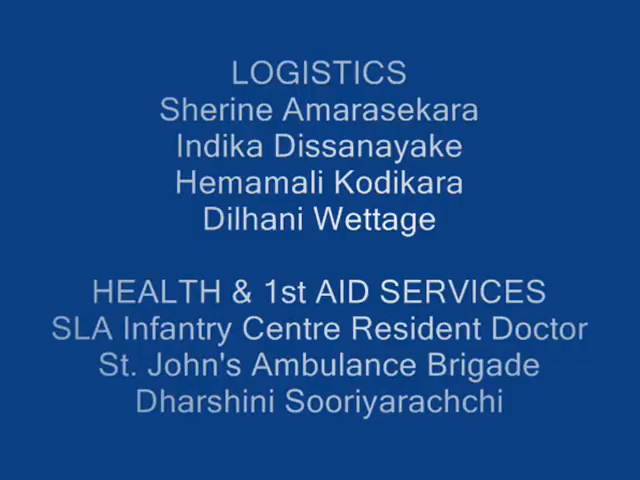 LOGISTICS
Sherine Amarasekara
Indika Dissanayake
Hemamali Kodikara
Dilhani Wettage
HEALTH & 1st AID SERVICES
SLA Infantry Centre Resident Doctor
St. John's Ambulance Brigade
Dharshini Sooriyarachchi